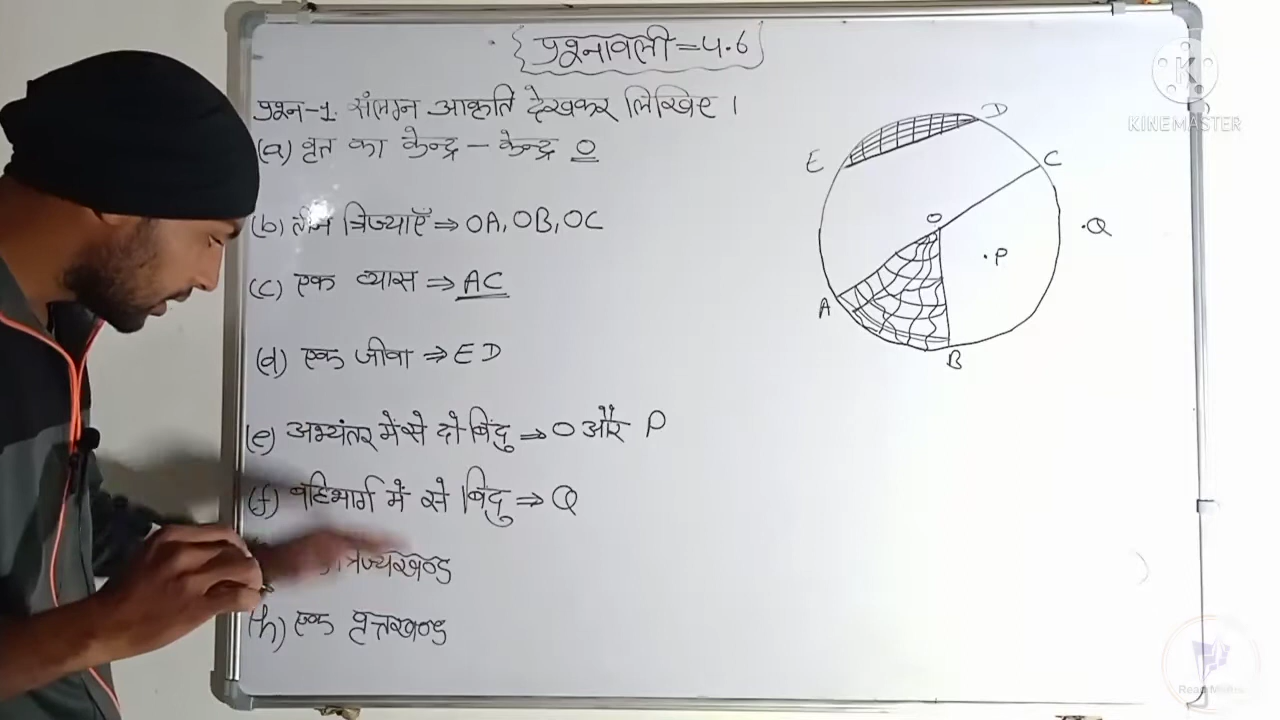 प्रश्नावली = 4.6
प्रश्न-1. संलग्न आकृति देखकर लिखिए ।
(a) वृत्त का केन्द्र – केन्द्र O
(b) तीन त्रिज्याएँ ⇒ OA, OB, OC
(c) एक व्यास ⇒ AC
(d) एक जीवा ⇒ ED
(e) अभ्यंतर में से दो बिंदु ⇒ O और P
(f) बहिर्भाग में से बिंदु ⇒ Q
त्रिज्यखण्ड
(h) एक वृत्तखण्ड
D
E
C
O
Q
P
A
B
K
KINEMASTER